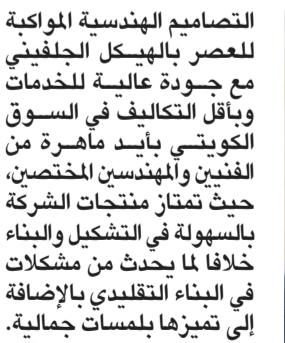 التصاميم الهندسية المواكبة
للعصر بالهيكل الجلفيني
مع جودة عالية للخدمات
وبأقل التكاليف في السوق
الكويتي بأيد ماهرة من
الفنيين والمهندسين المختصين،
حيث تمتاز منتجات الشركة
بالسهولة في التشكيل والبناء
خلافا لما يحدث من مشكلات
في البناء التقليدي بالإضافة
إلى تميزها بلمسات جمالية.